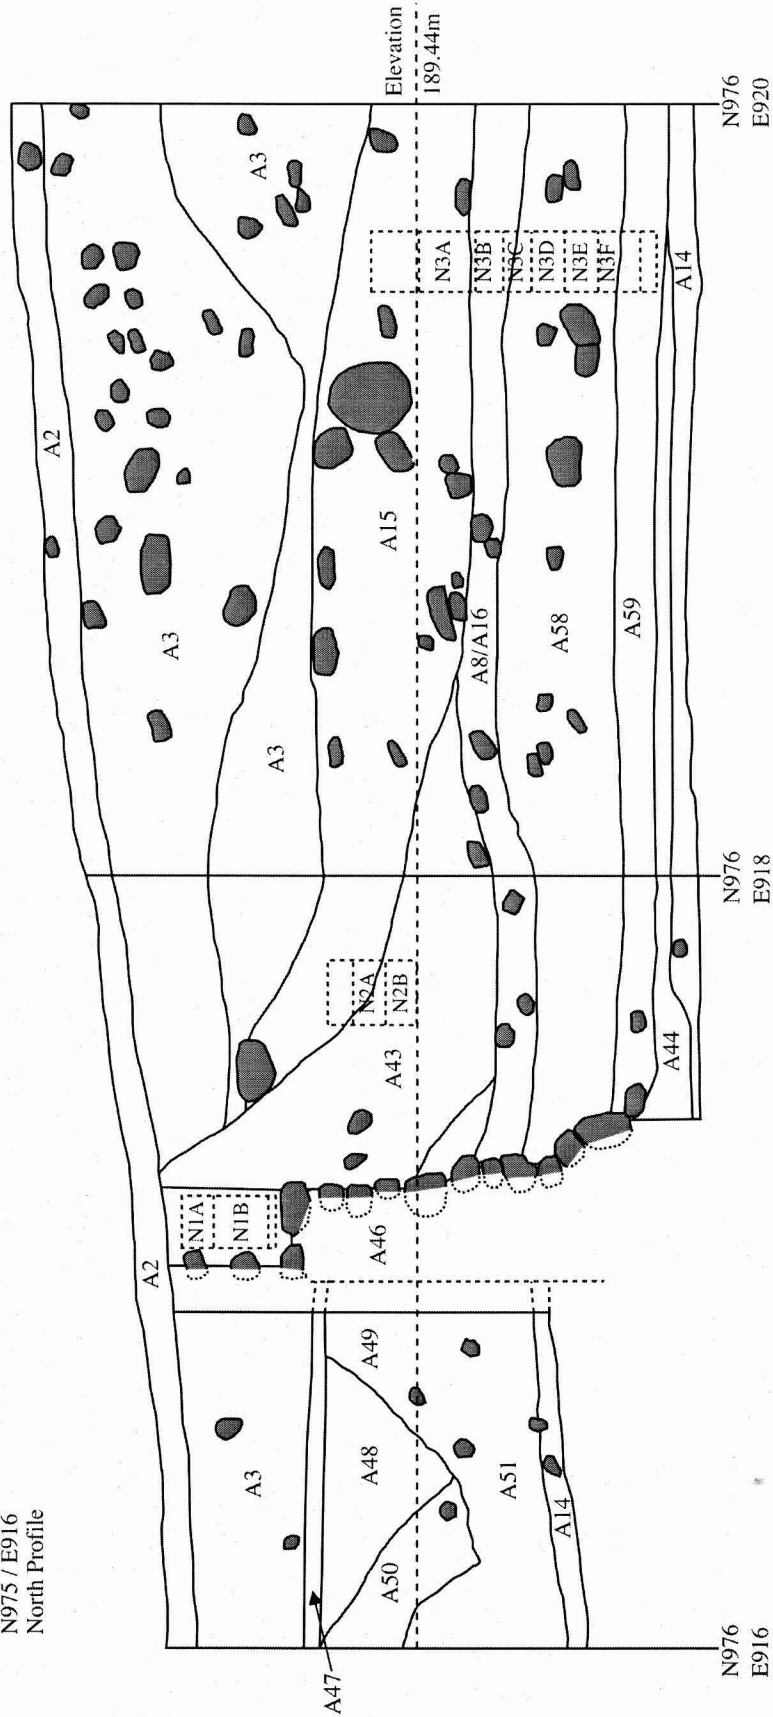 N975 / E916
North Profile
A2
A2
A3
A3
A3
A3
A15
A8/A16
A58
A59
A14
A43
A44
A46
A47
A48
A49
A50
A51
A14
N1A
N1B
N2A
N2B
N3A
N3B
N3C
N3D
N3E
N3F
Elevation
189.44m
N976
E916
N976
E918
N976
E920